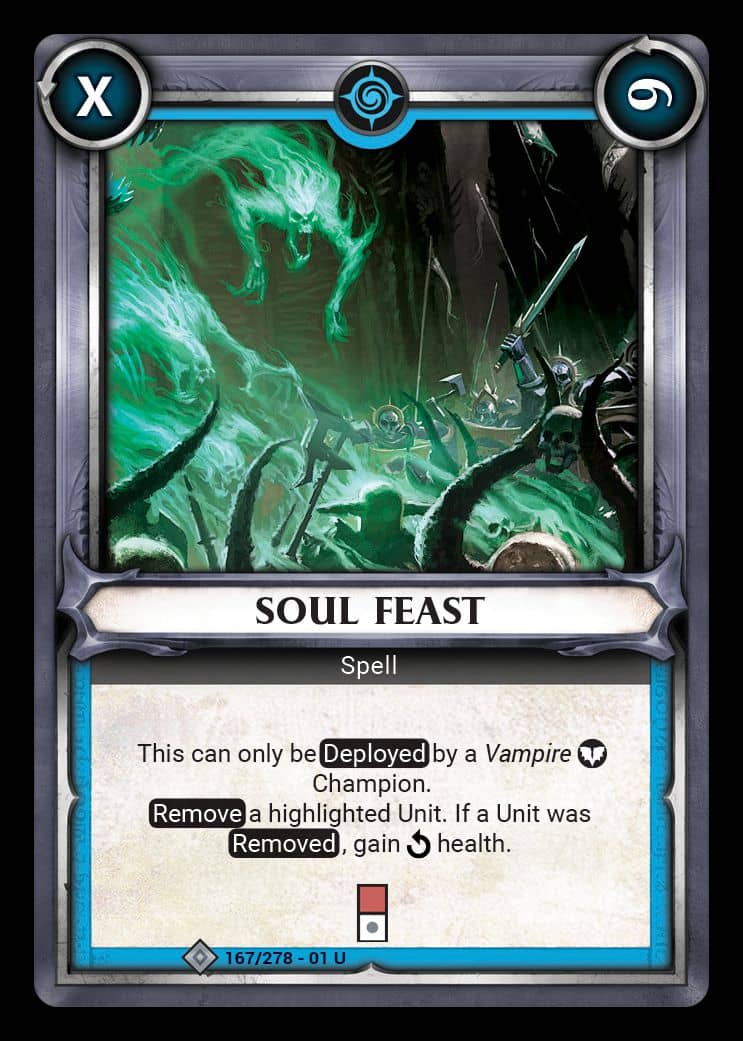 X
6
SOUL FEAST
Spell
This can only be Deployed by a Vampire
Champion.
Remove a highlighted Unit. If a Unit was
Removed, gain health.
167/278 - 01 U